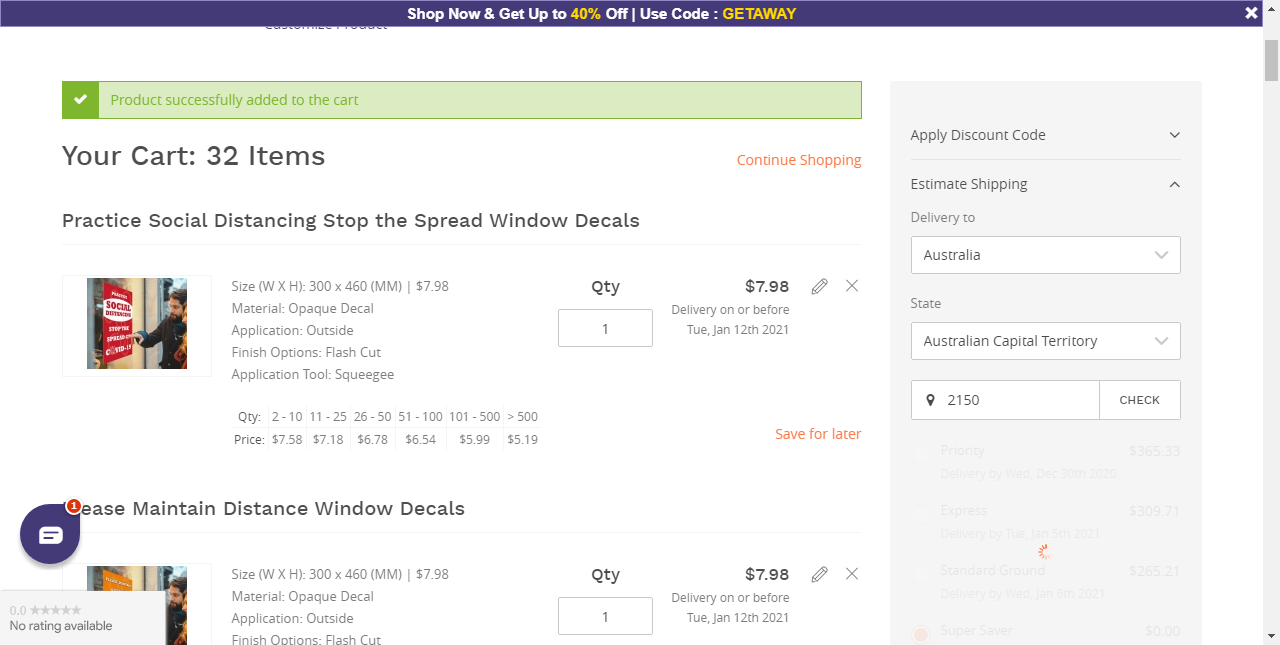 Shop Now & Get Up to 40% Off | Use Code : GETAWAY
Customize Product
Product successfully added to the cart
Your Cart: 32 Items
Continue Shopping
Practice Social Distancing Stop the Spread Window Decals
PRACTICE
SOCIAL
DISTANCING
STOP THE
SPREAD OF
COVID-19
Size (W X H): 300 x 460 (MM) | $7.98
Material: Opaque Decal
Application: Outside
Finish Options: Flash Cut
Application Tool: Squeegee
Qty
1
$7.98
Delivery on or before
Tue, Jan 12th 2021
Qty: 2 - 10 11 - 25 26 - 50 51 - 100 101 - 500 > 500
Price: $7.58 $7.18 $6.78 $6.54 $5.99 $5.19
Save for later
ease Maintain Distance Window Decals
Size (W X H): 300 x 460 (MM) | $7.98
Material: Opaque Decal
Application: Outside
Finish Options: Flash Cut
Qty
1
$7.98
Delivery on or before
Tue, Jan 12th 2021
1
0.0 ★★★★★
No rating available
Apply Discount Code
Estimate Shipping
Delivery to
Australia
State
Australian Capital Territory
2150
CHECK
Priority $365.33
Delivery by Wed, Dec 30th 2020
Express $309.71
Delivery by Tue, Jan 5th 2021
Standard Ground $265.21
Delivery by Wed, Jan 6th 2021
Super Saver $0.00